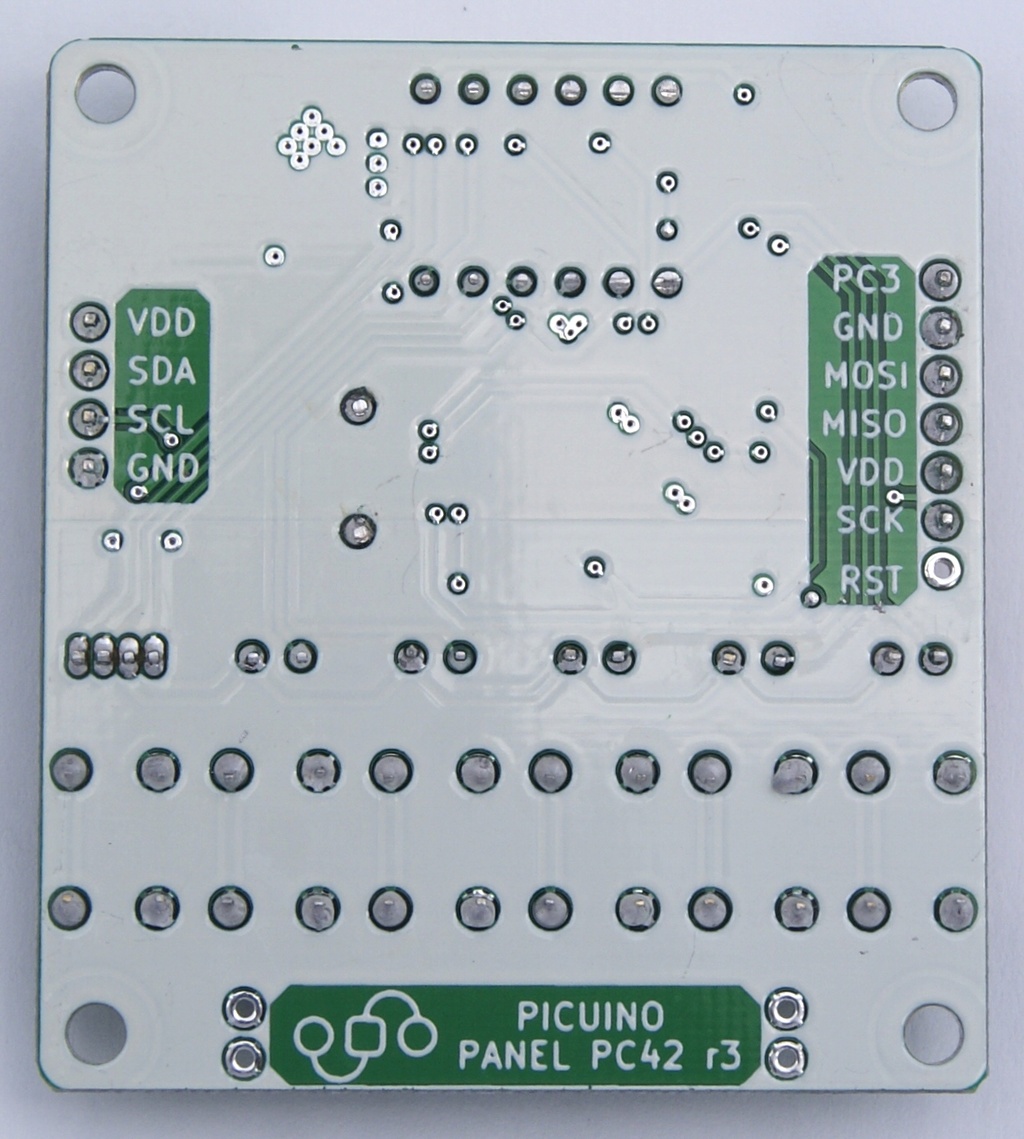 VDD
SDA
SCL
GND
PC3
GND
MOSI
MISO
VDD
SCK
RST
PICUINO
PANEL PC42 r3